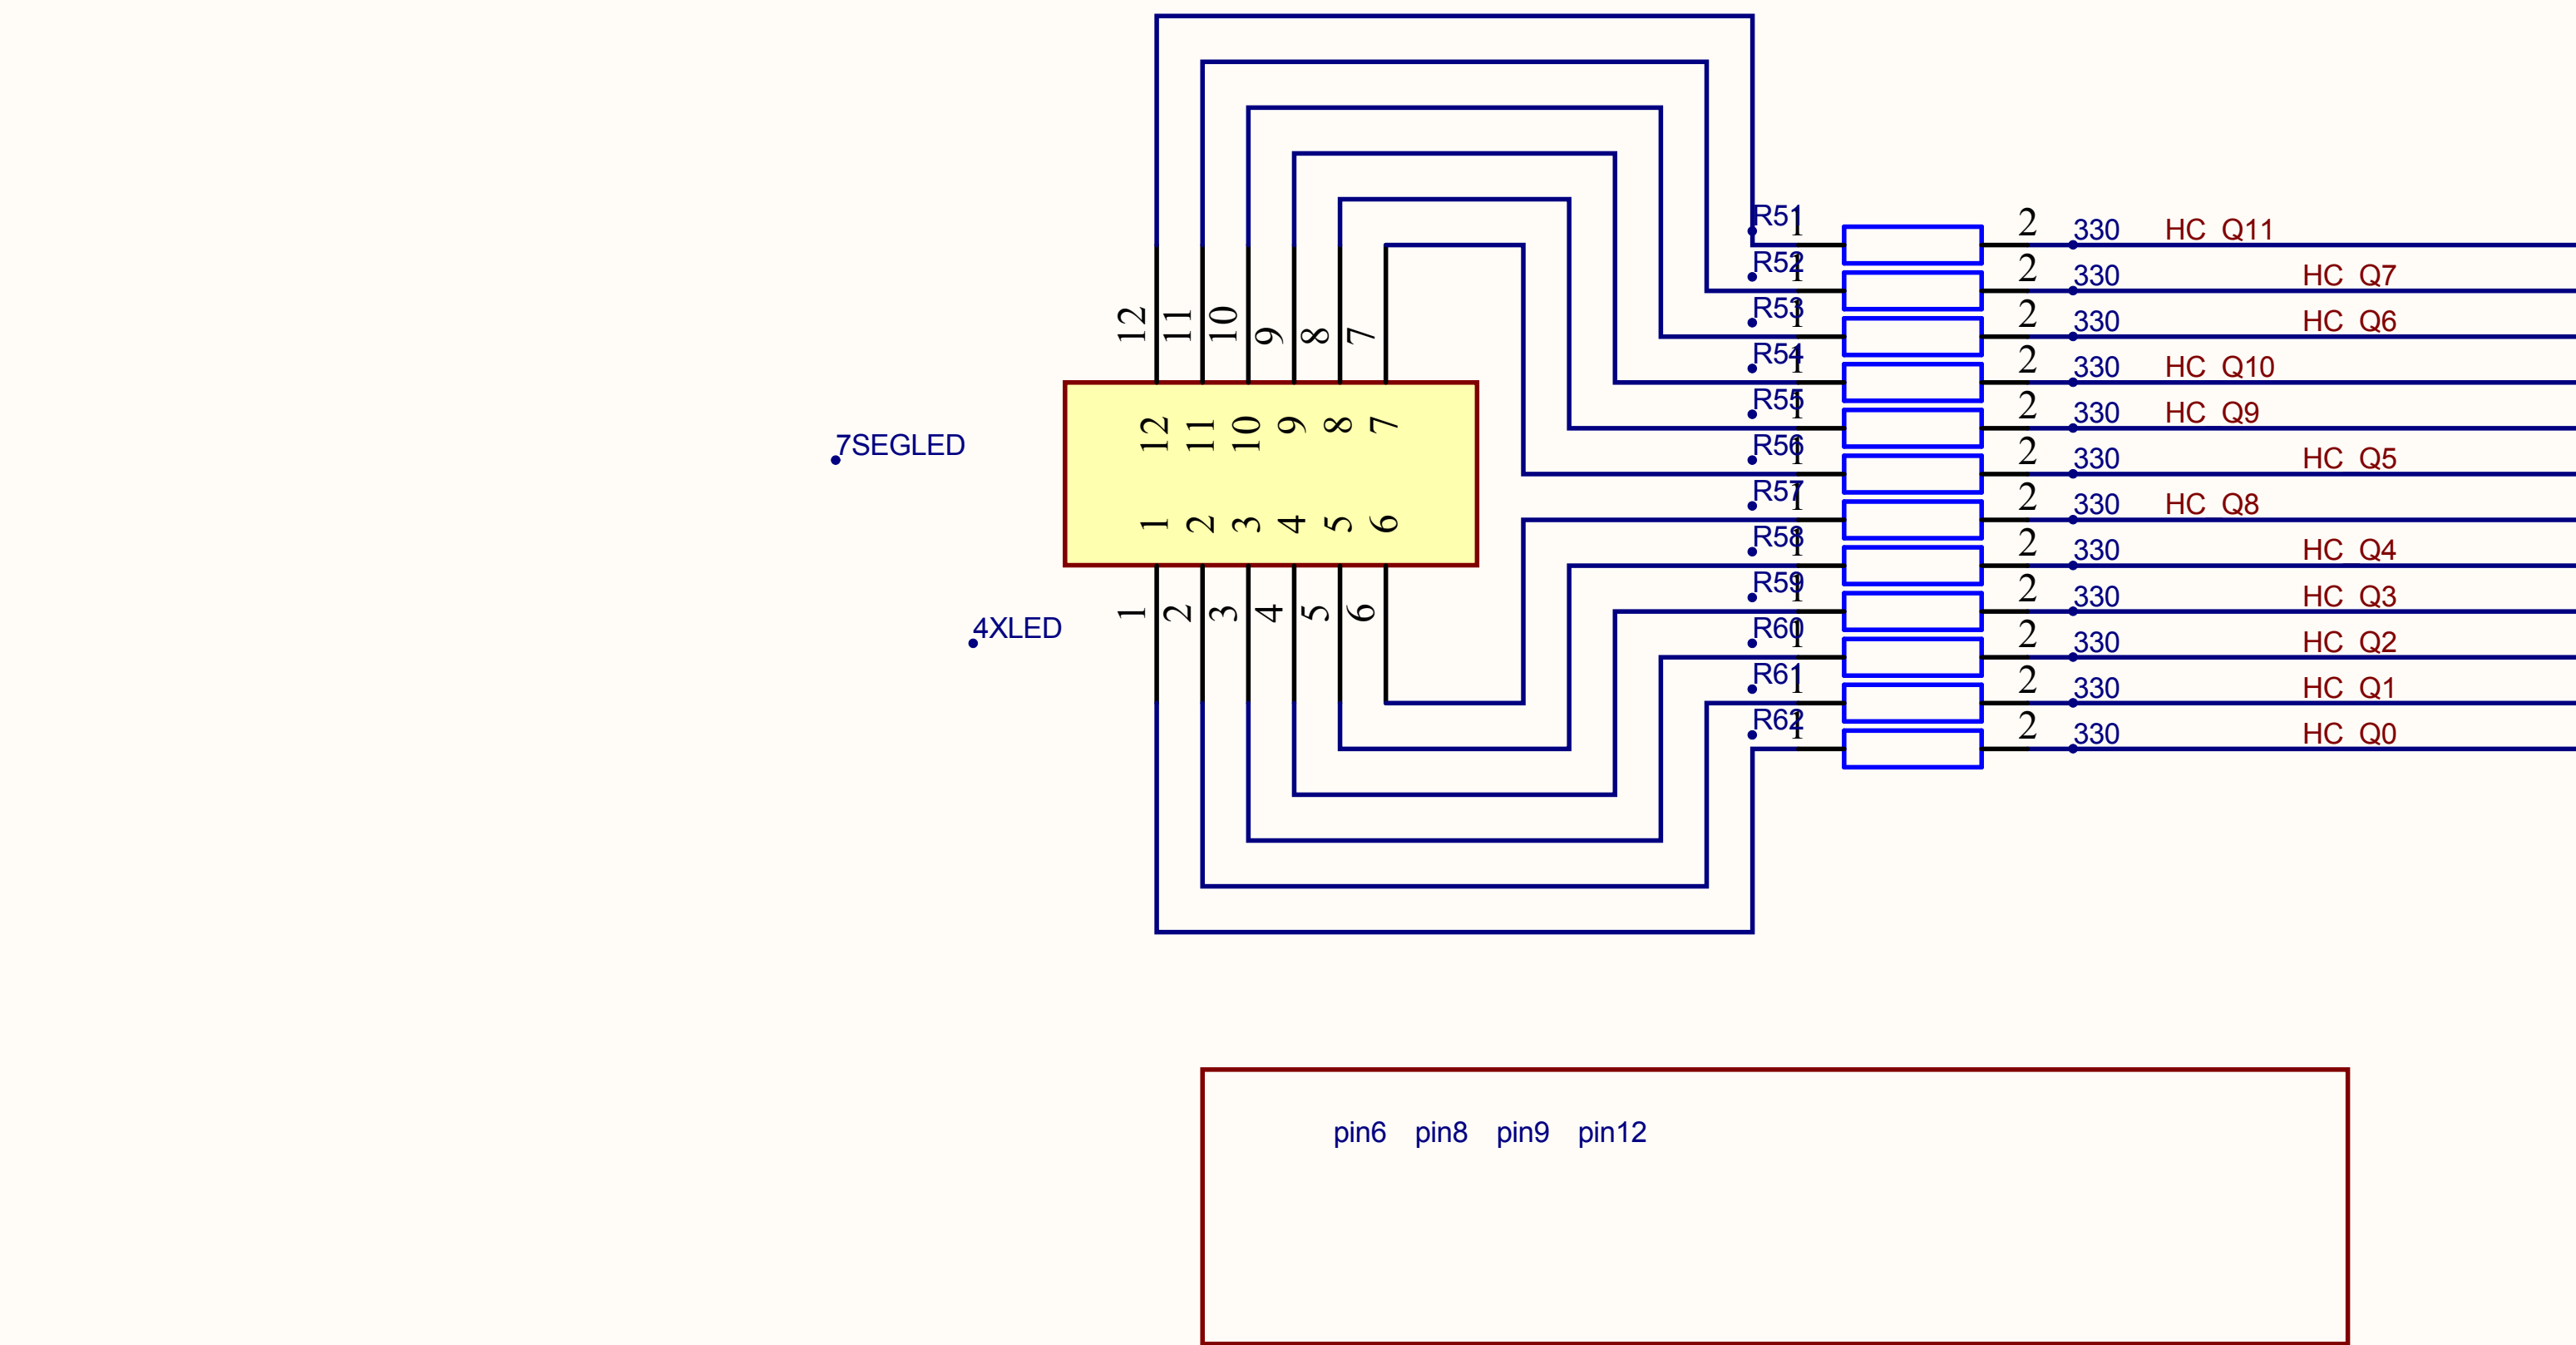 R51 1 2 330 HC_Q11
R52 1 2 330 HC_Q7
R53 1 2 330 HC_Q6
12 11 10 9 8 7
R54 1 2 330 HC_Q10
R55 1 2 330 HC_Q9
12 11 10 9 8 7
7SEGLED
R56 1 2 330 HC_Q5
R57 1 2 330 HC_Q8
1 2 3 4 5 6
R58 1 2 330 HC_Q4
R59 1 2 330 HC_Q3
1 2 3 4 5 6
4XLED
R60 1 2 330 HC_Q2
R61 1 2 330 HC_Q1
R62 1 2 330 HC_Q0
pin6 pin8 pin9 pin12